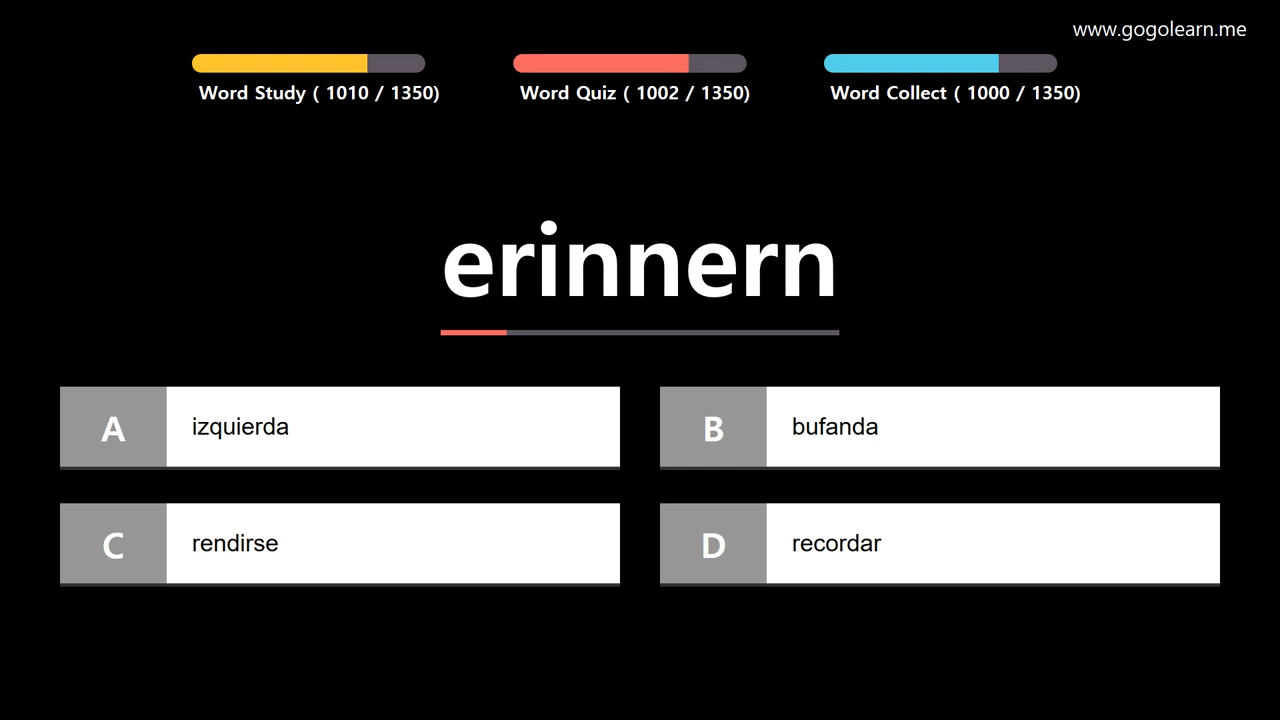 www.gogolearn.me
Word Study ( 1010 / 1350)
Word Quiz ( 1002 / 1350)
Word Collect ( 1000 / 1350)
erinnern
A izquierda
B bufanda
C rendirse
D recordar